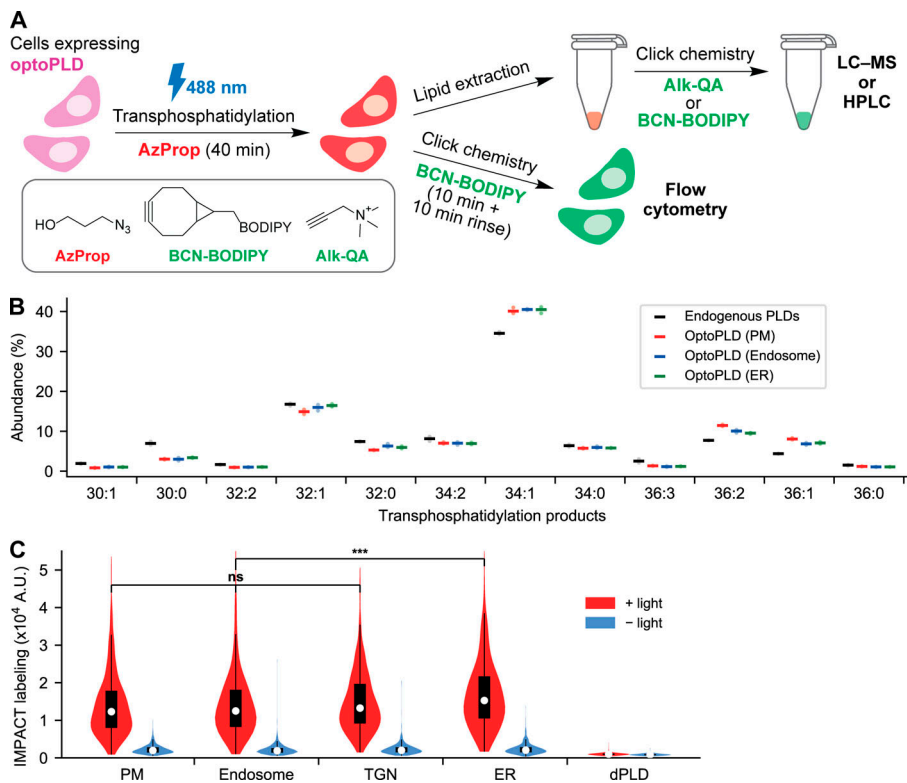 A
Cells expressing
optoPLD
488 nm
Transphosphatidylation
AzProp (40 min)
Lipid extraction
Click chemistry
Alk-QA
or
BCN-BODIPY
LC–MS
or
HPLC
Click chemistry
BCN-BODIPY
(10 min +
10 min rinse)
Flow
cytometry
HO
N3
AzProp
BODIPY
BCN-BODIPY
N+
Alk-QA
B
Abundance (%)
40
30
20
10
0
Endogenous PLDs
OptoPLD (PM)
OptoPLD (Endosome)
OptoPLD (ER)
30:1 30:0 32:2 32:1 32:0 34:2 34:1 34:0 36:3 36:2 36:1 36:0
Transphosphatidylation products
C
IMPACT labeling (x10⁴ A.U.)
5
4
3
2
1
0
***
ns
+ light
− light
PM Endosome TGN ER dPLD